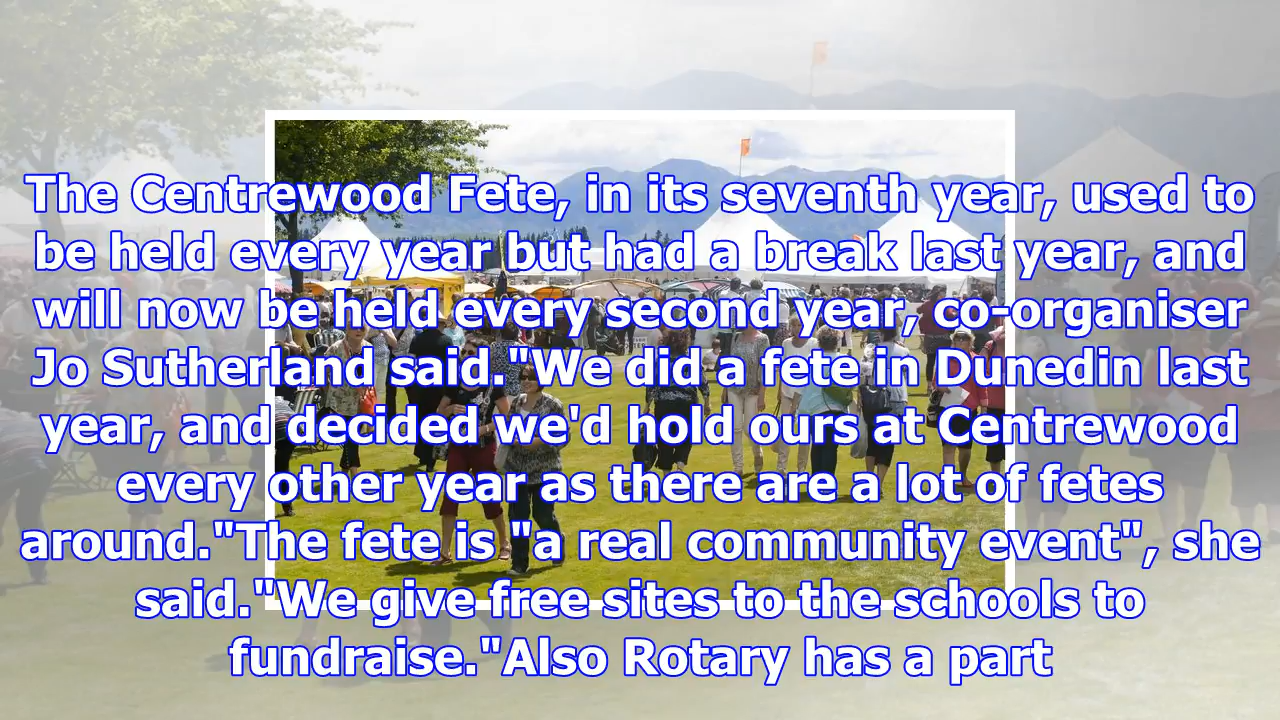 The Centrewood Fete, in its seventh year, used to
be held every year but had a break last year, and
will now be held every second year, co-organiser
Jo Sutherland said."We did a fete in Dunedin last
year, and decided we'd hold ours at Centrewood
every other year as there are a lot of fetes
around."The fete is "a real community event", she
said."We give free sites to the schools to
fundraise."Also Rotary has a part